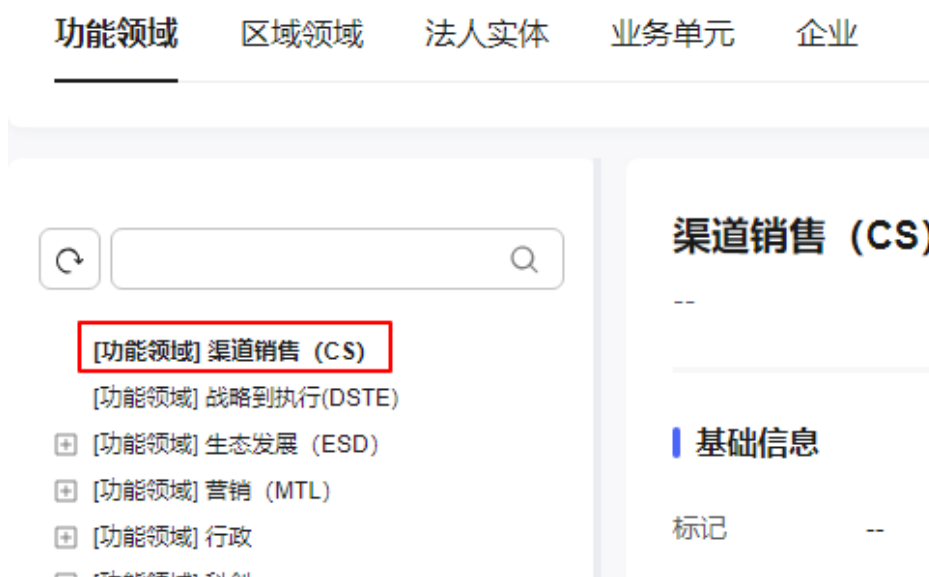 功能领域 区域领域 法人实体 业务单元 企业
渠道销售（CS）
--
[功能领域] 渠道销售（CS）
[功能领域] 战略到执行(DSTE)
[功能领域] 生态发展（ESD）
[功能领域] 营销（MTL）
[功能领域] 行政
基础信息
标记 --